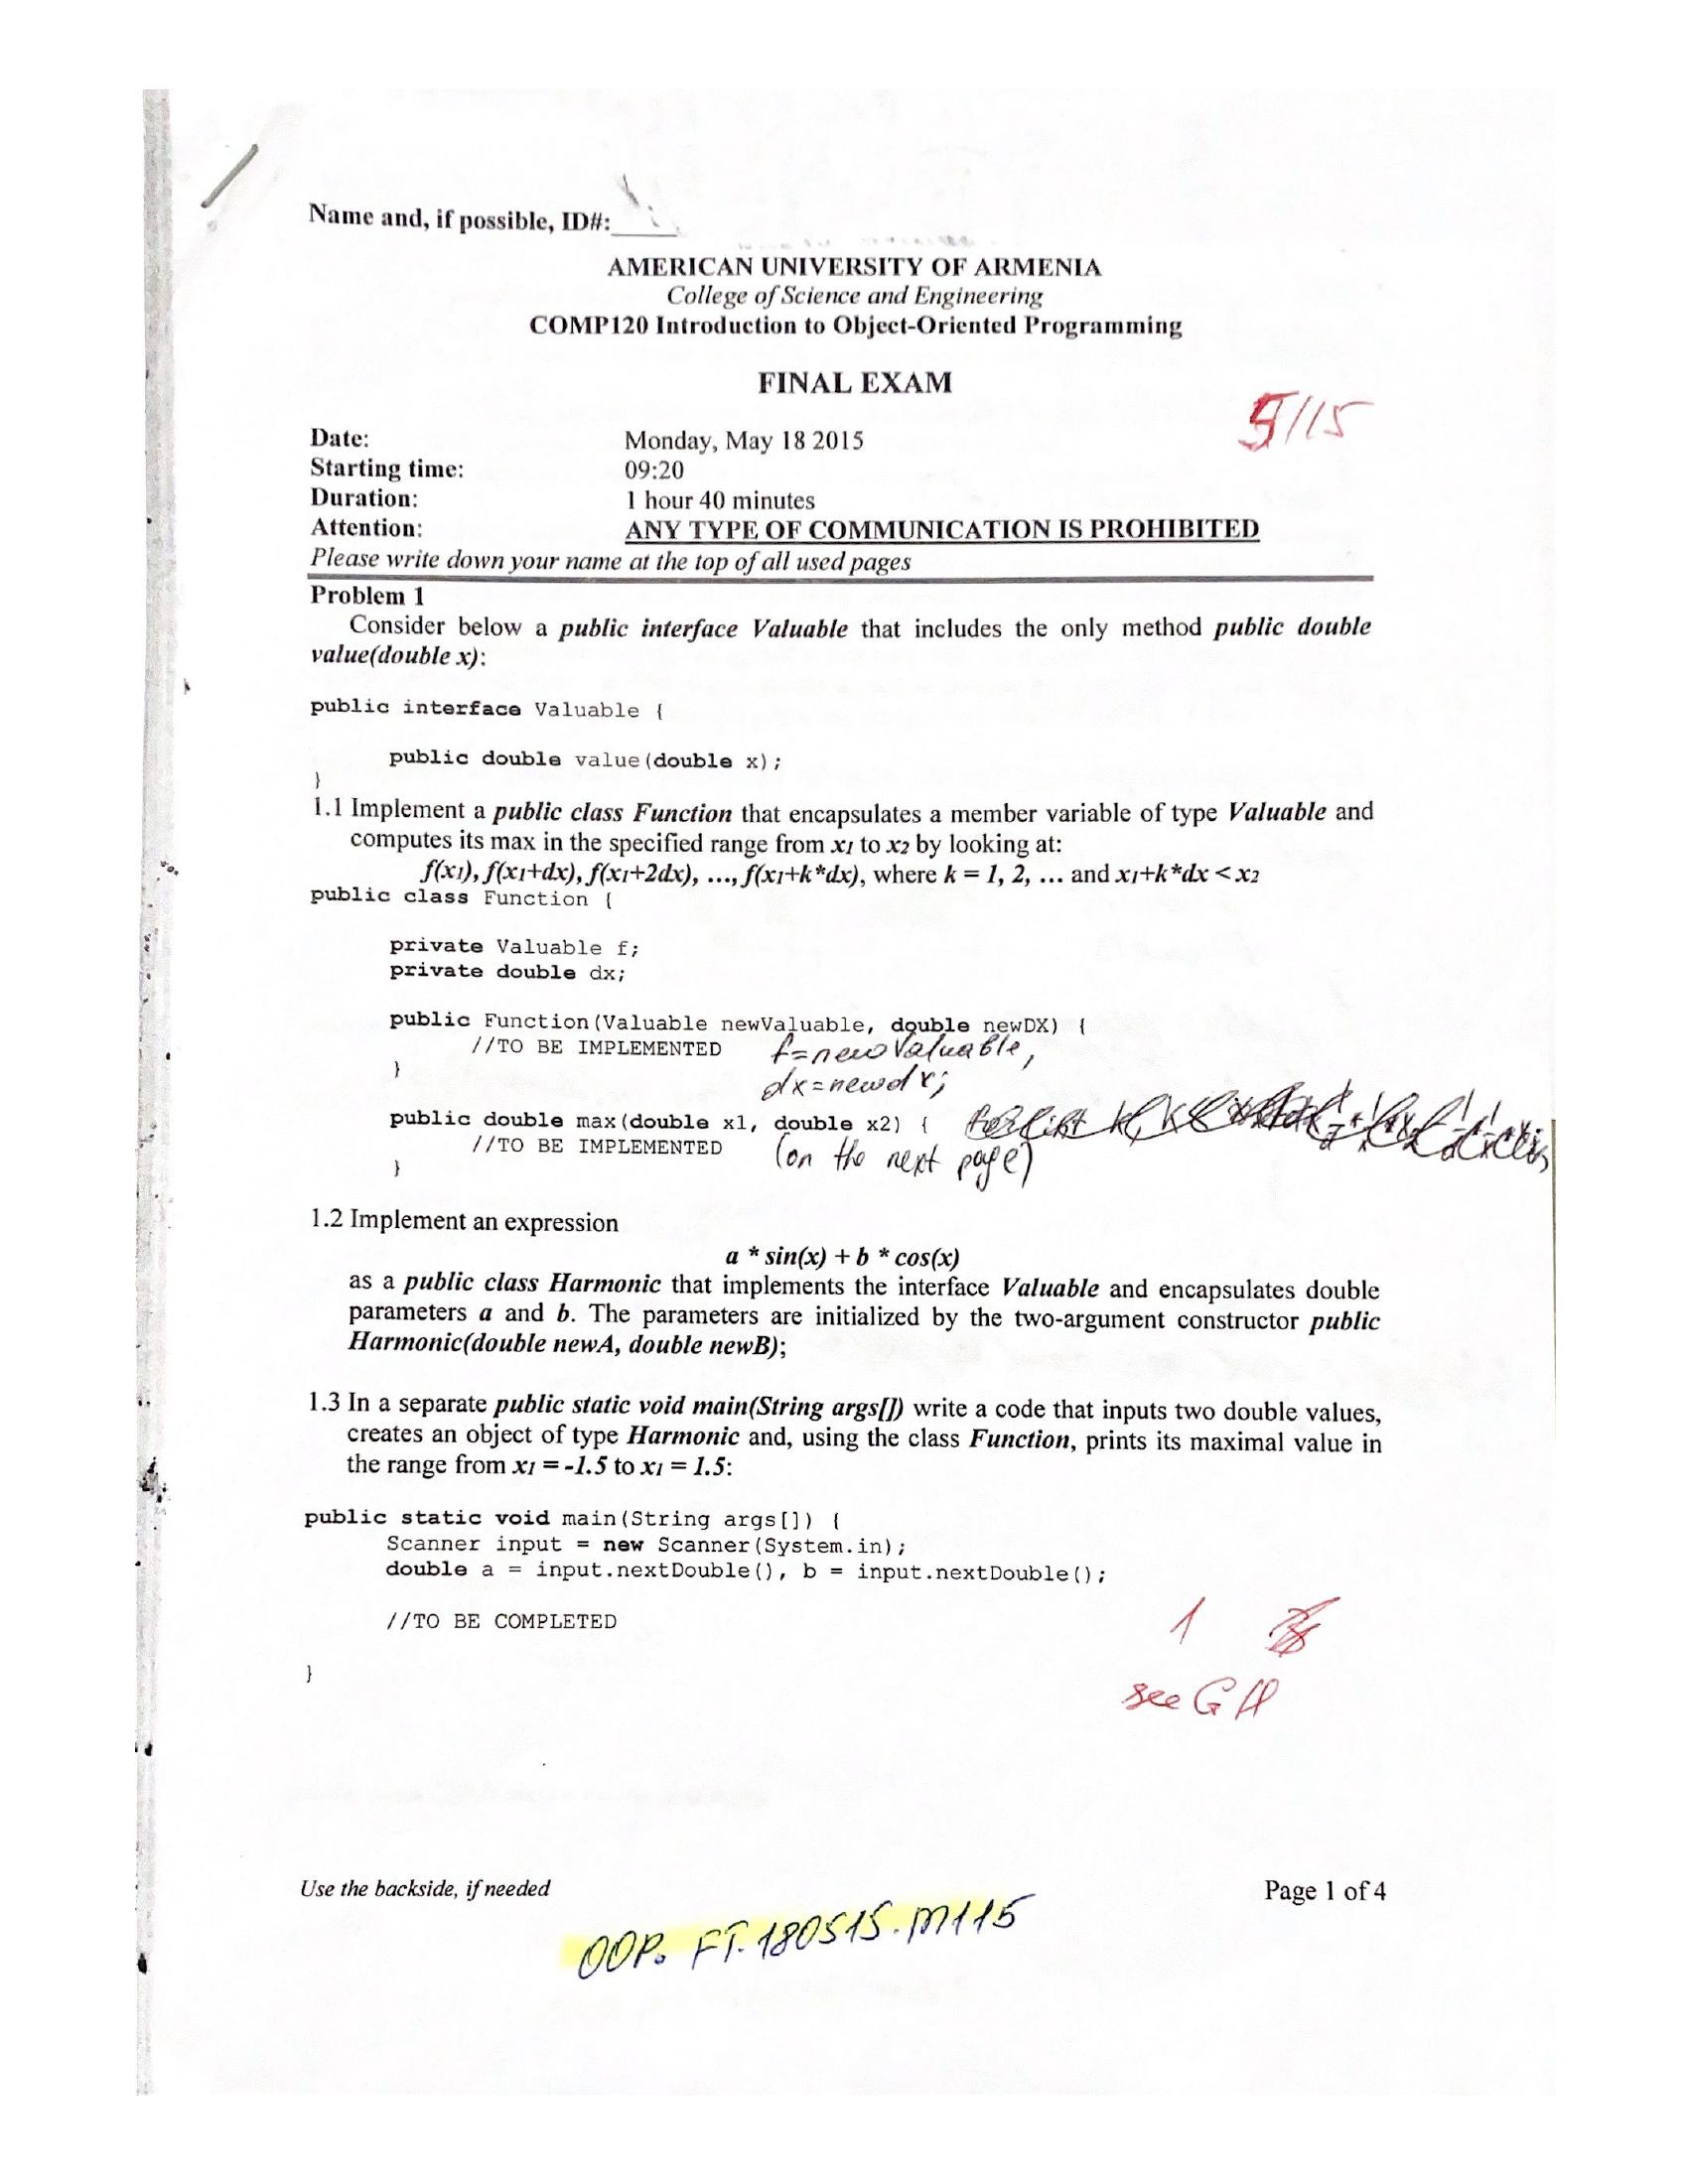 Name and, if possible, ID#:
AMERICAN UNIVERSITY OF ARMENIA
College of Science and Engineering
COMP120 Introduction to Object-Oriented Programming
FINAL EXAM
5/15
Date: Monday, May 18 2015
Starting time: 09:20
Duration: 1 hour 40 minutes
Attention: ANY TYPE OF COMMUNICATION IS PROHIBITED
Please write down your name at the top of all used pages
Problem 1
Consider below a public interface Valuable that includes the only method public double
value(double x):
public interface Valuable {
public double value(double x);
}
1.1 Implement a public class Function that encapsulates a member variable of type Valuable and
computes its max in the specified range from x1 to x2 by looking at:
f(x1), f(x1+dx), f(x1+2dx), ..., f(x1+k*dx), where k = 1, 2, ... and x1+k*dx < x2
public class Function {
private Valuable f;
private double dx;
public Function(Valuable newValuable, double newDX) {
//TO BE IMPLEMENTED f=newValuable,
}
dx=newdx;
public double max(double x1, double x2) {
//TO BE IMPLEMENTED (on the next page)
}
1.2 Implement an expression
a * sin(x) + b * cos(x)
as a public class Harmonic that implements the interface Valuable and encapsulates double
parameters a and b. The parameters are initialized by the two-argument constructor public
Harmonic(double newA, double newB);
1.3 In a separate public static void main(String args[]) write a code that inputs two double values,
creates an object of type Harmonic and, using the class Function, prints its maximal value in
the range from x1 = -1.5 to x1 = 1.5:
public static void main(String args[]) {
Scanner input = new Scanner(System.in);
double a = input.nextDouble(), b = input.nextDouble();
//TO BE COMPLETED
1
}
see GH
Use the backside, if needed Page 1 of 4
OOP. FT. 180515. M115